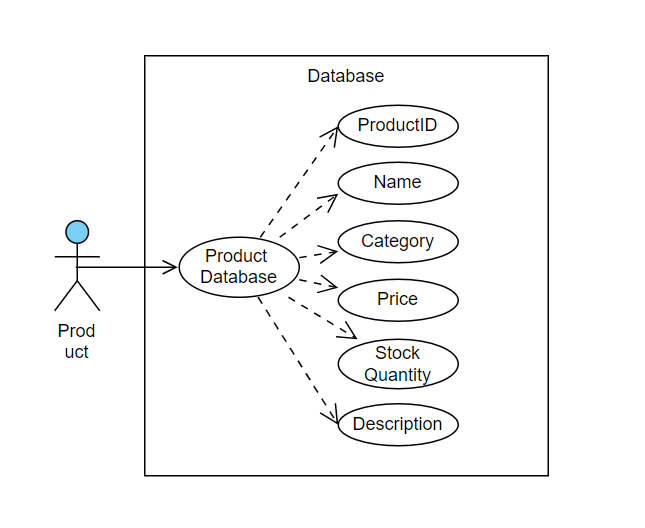 Database
ProductID
Name
Category
Product
Database
Price
Prod
uct
Stock
Quantity
Description